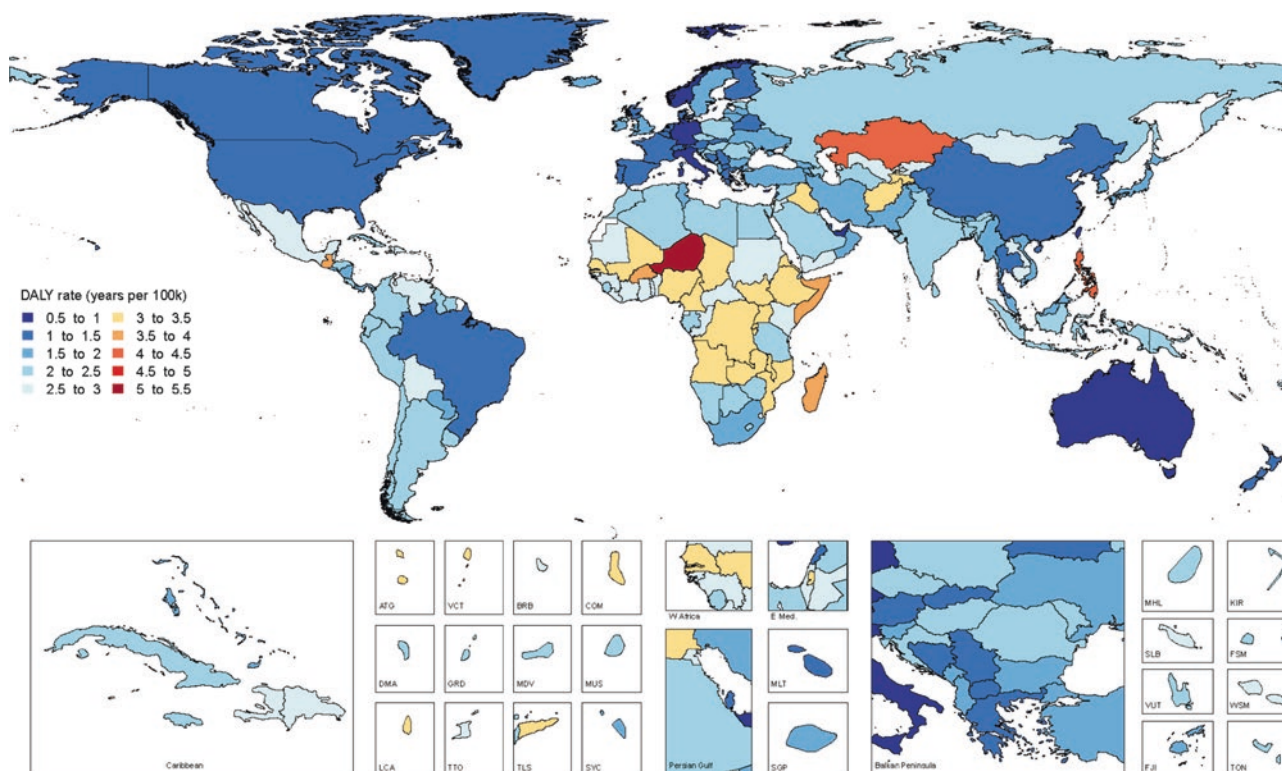 DALY rate (years per 100k)
0.5 to 1
1 to 1.5
1.5 to 2
2 to 2.5
2.5 to 3
3 to 3.5
3.5 to 4
4 to 4.5
4.5 to 5
5 to 5.5
Caribbean
ATG
VCT
BRB
COM
DMA
GRD
MDV
MUS
LCA
TTO
TLS
SYC
W Africa
E Med.
Persian Gulf
MLT
SGP
Balkan Peninsula
MHL
KIR
SLB
FSM
VUT
WSM
FJI
TON